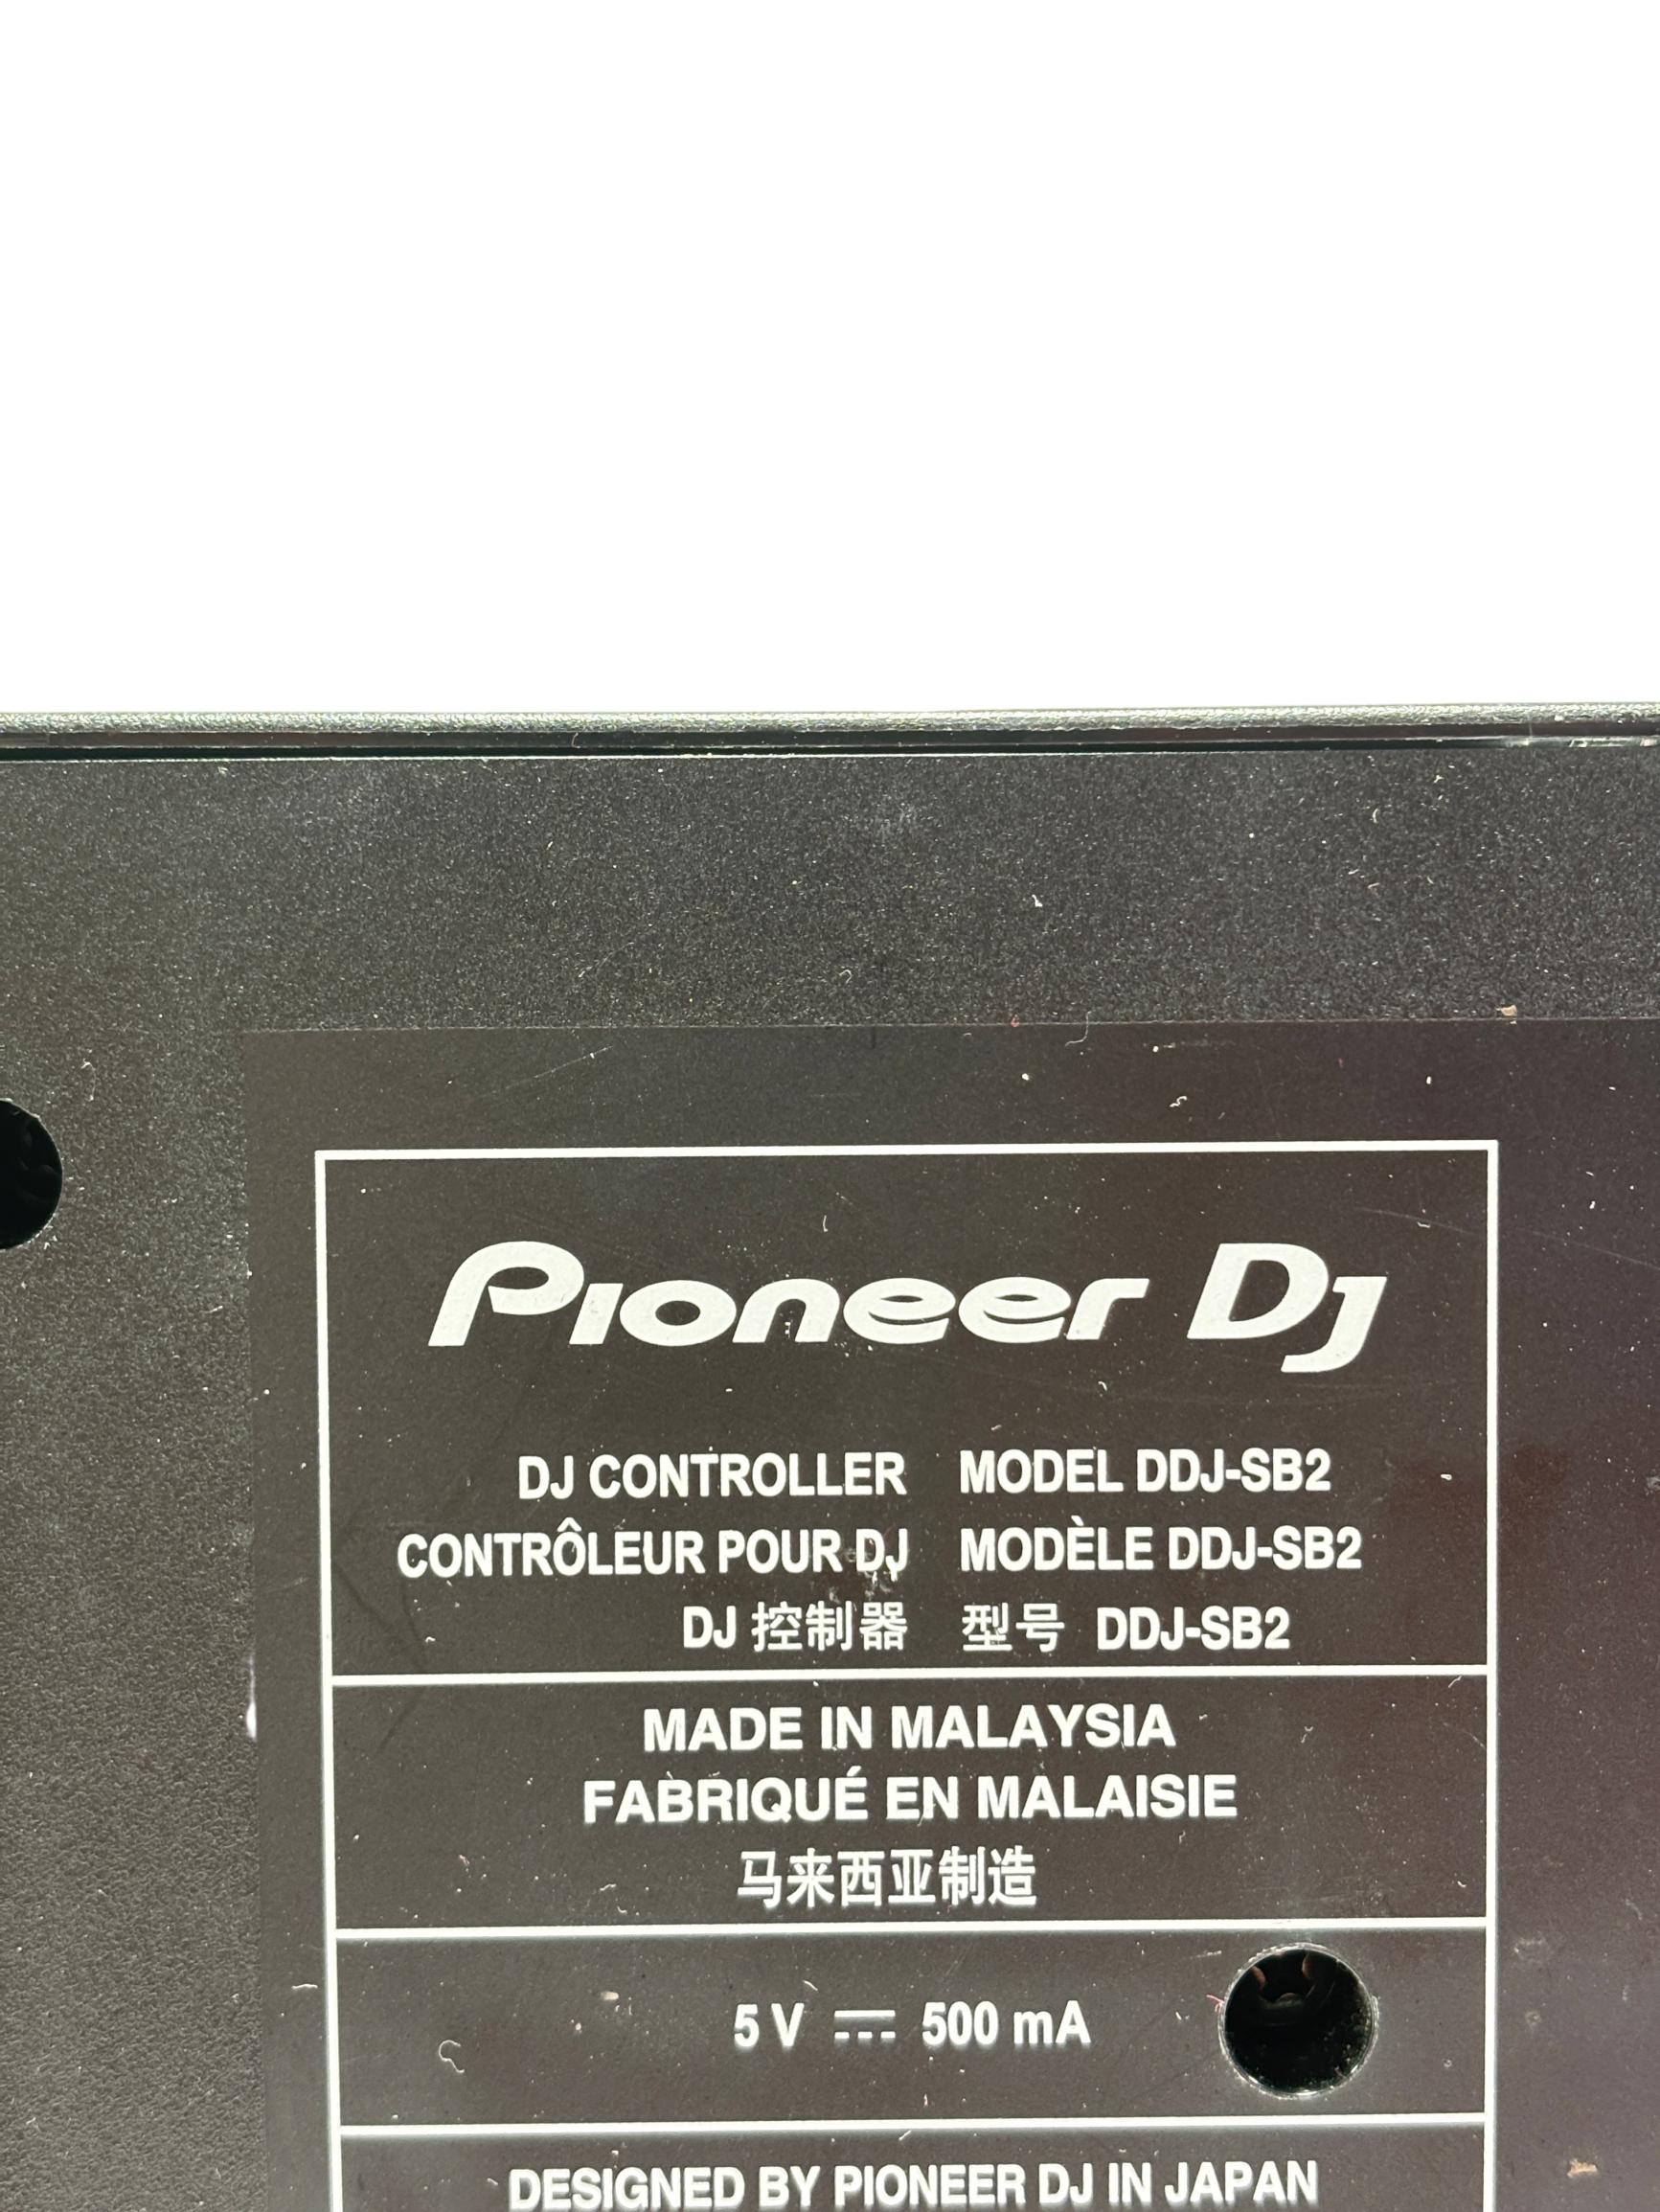 Pioneer DJ
DJ CONTROLLER MODEL DDJ-SB2
CONTRÔLEUR POUR DJ MODÈLE DDJ-SB2
DJ 控制器 型号 DDJ-SB2
MADE IN MALAYSIA
FABRIQUÉ EN MALAISIE
马来西亚制造
5 V ⎓ 500 mA
DESIGNED BY PIONEER DJ IN JAPAN